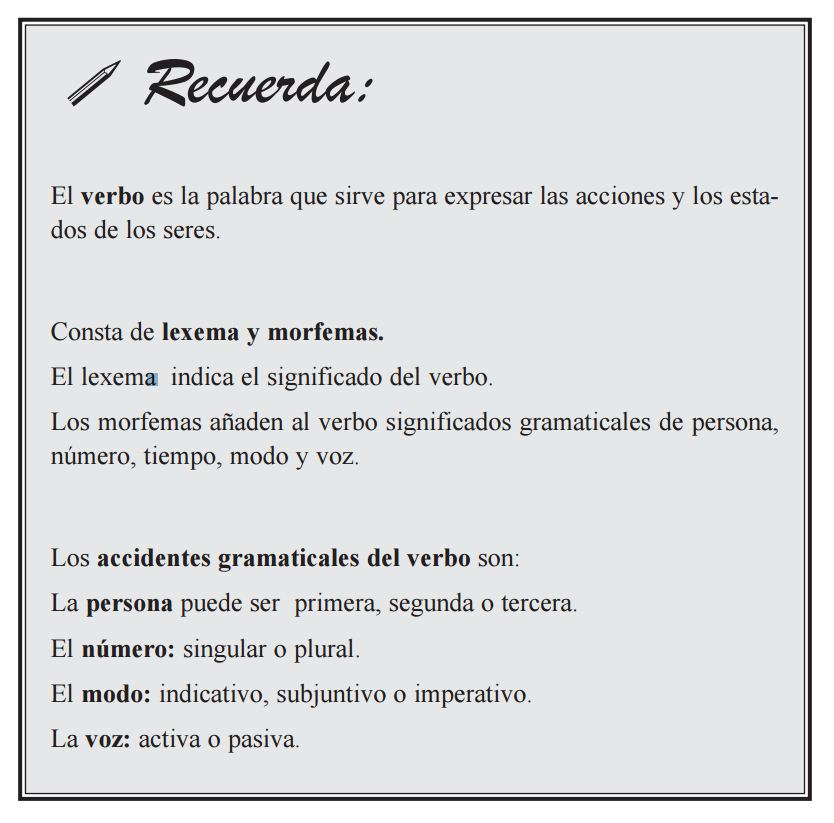 Recuerda:
El verbo es la palabra que sirve para expresar las acciones y los esta-
dos de los seres.
Consta de lexema y morfemas.
El lexema indica el significado del verbo.
Los morfemas añaden al verbo significados gramaticales de persona,
número, tiempo, modo y voz.
Los accidentes gramaticales del verbo son:
La persona puede ser primera, segunda o tercera.
El número: singular o plural.
El modo: indicativo, subjuntivo o imperativo.
La voz: activa o pasiva.